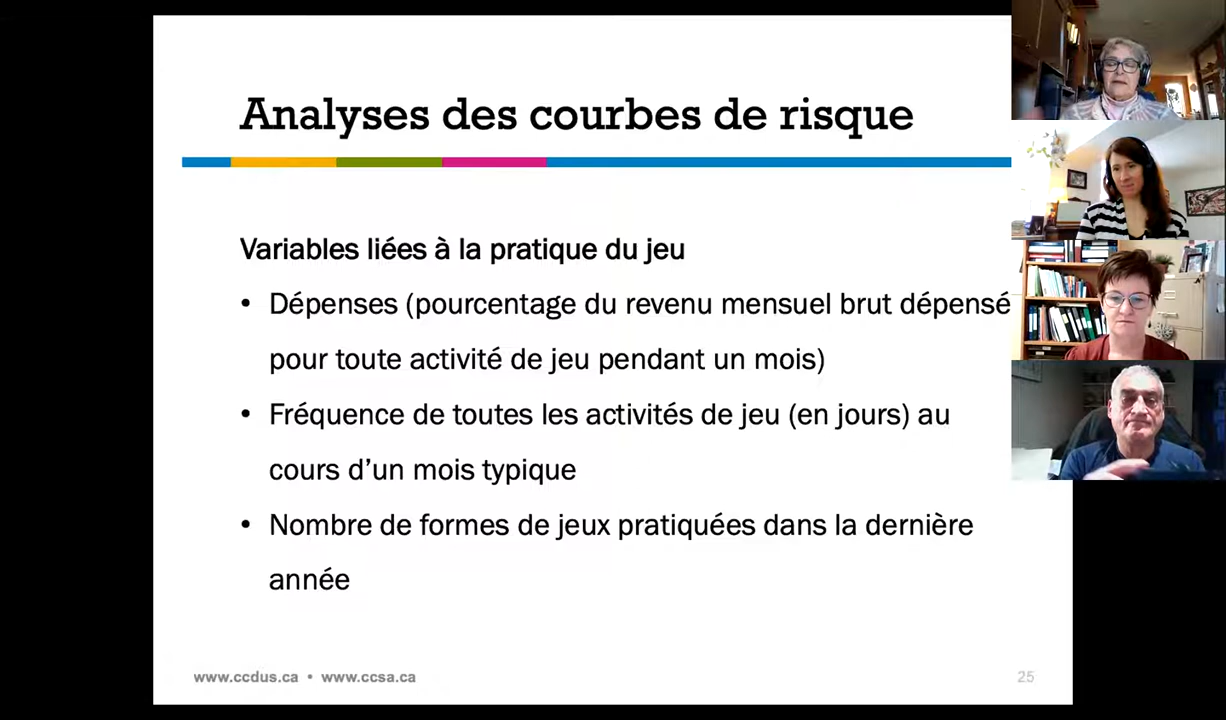 Analyses des courbes de risque
Variables liées à la pratique du jeu
• Dépenses (pourcentage du revenu mensuel brut dépensé
pour toute activité de jeu pendant un mois)
• Fréquence de toutes les activités de jeu (en jours) au
cours d’un mois typique
• Nombre de formes de jeux pratiquées dans la dernière
année
www.ccdus.ca • www.ccsa.ca
25